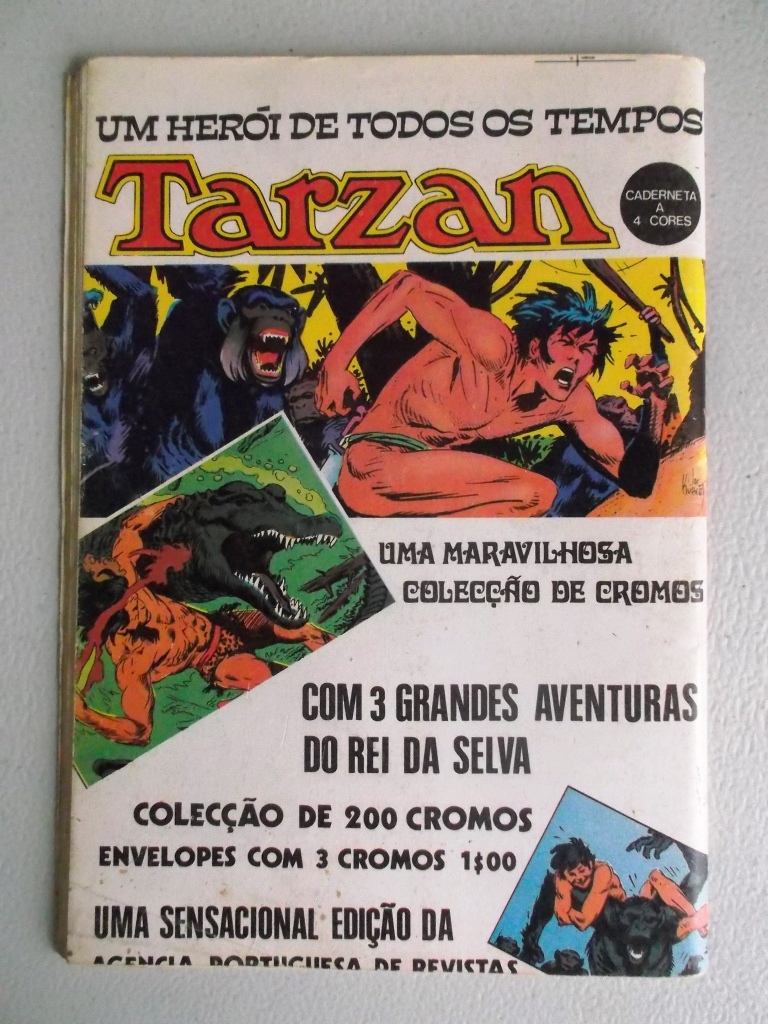 UM HERÓI DE TODOS OS TEMPOS
Tarzan
CADERNETA
A
4 CORES
UMA MARAVILHOSA
COLECÇÃO DE CROMOS
COM 3 GRANDES AVENTURAS
DO REI DA SELVA
COLECÇÃO DE 200 CROMOS
ENVELOPES COM 3 CROMOS 1$00
UMA SENSACIONAL EDIÇÃO DA
AGENCIA PORTUGUESA DE REVISTAS